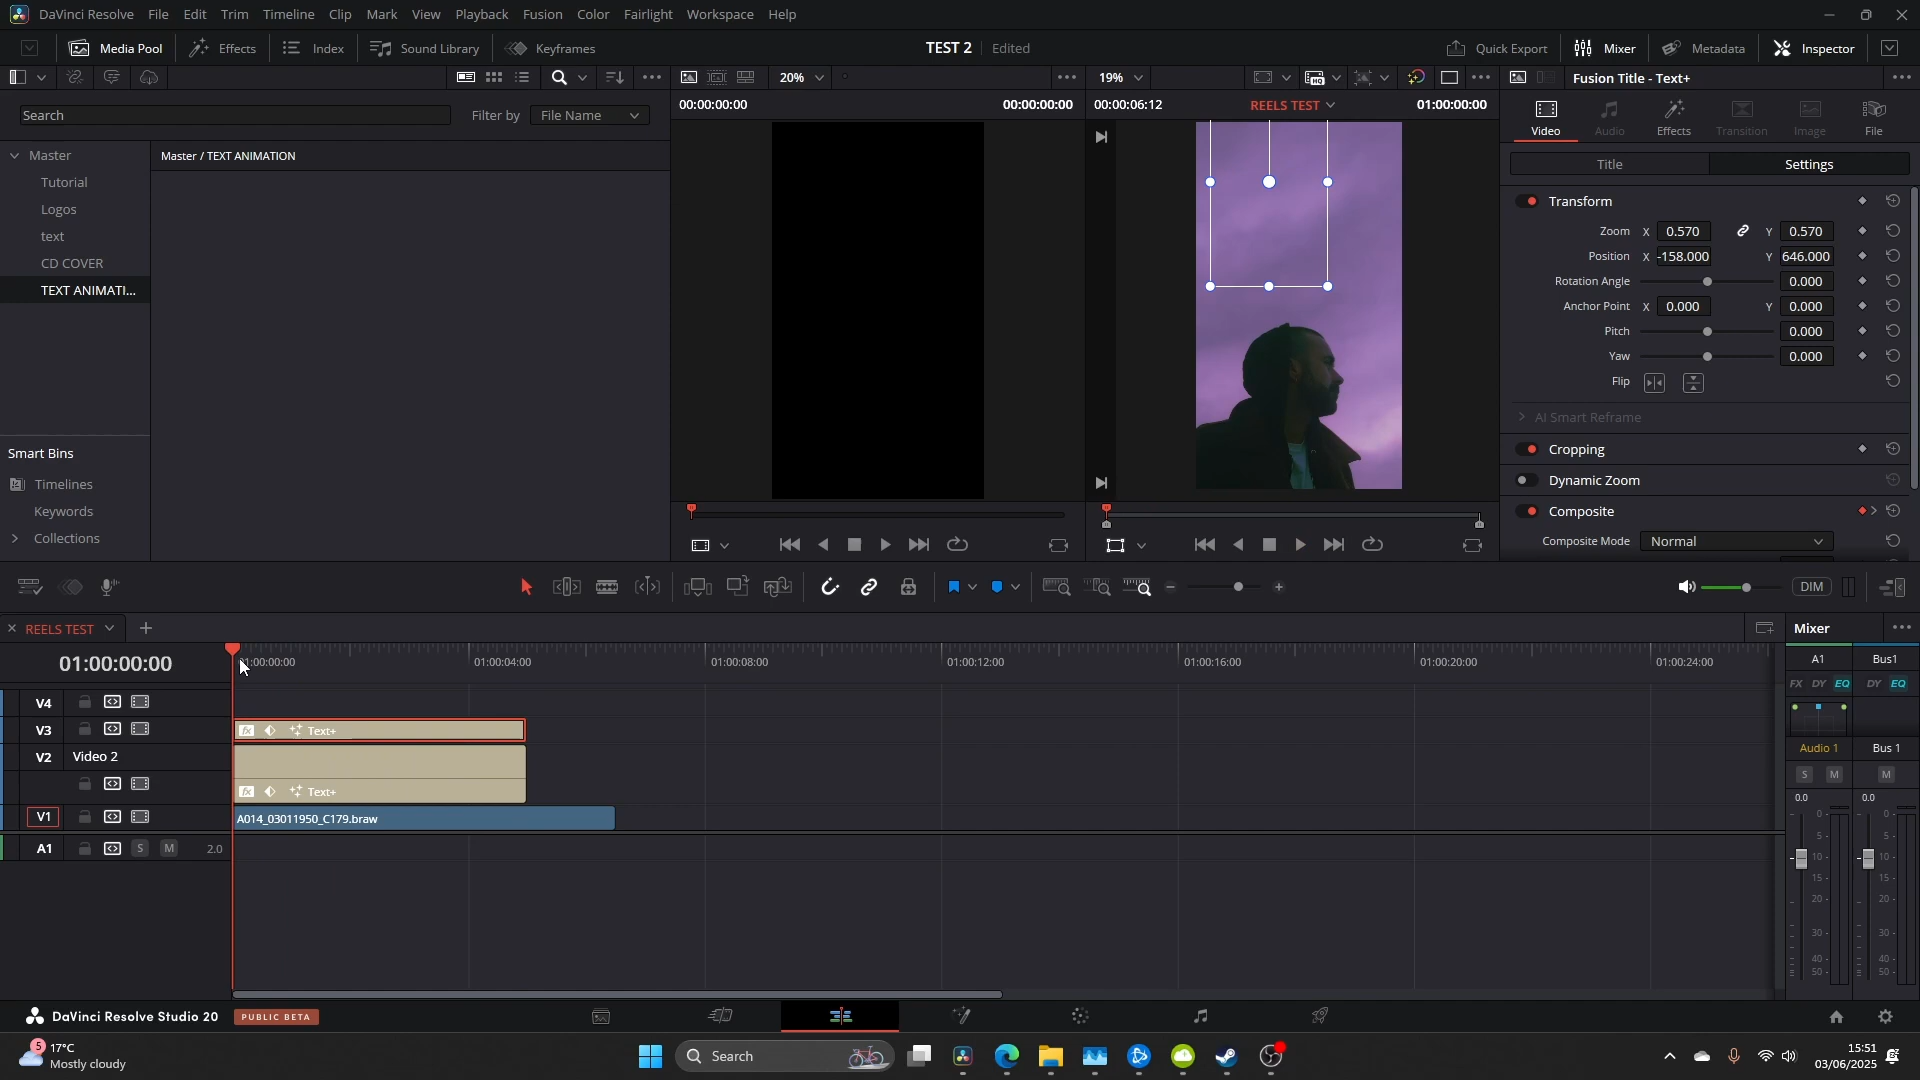 DaVinci Resolve File Edit Trim Timeline Clip Mark View Playback Fusion Color Fairlight Workspace Help
Media Pool Effects Index Sound Library Keyframes TEST 2 Edited Quick Export Mixer Metadata Inspector
20% 19% Fusion Title - Text+
00:00:00:00 00:00:00:00 00:00:06:12 REELS TEST 01:00:00:00
Search Filter by File Name
Video Audio Effects Transition Image File
Master Master / TEXT ANIMATION
Title Settings
Tutorial
Logos
text
CD COVER
TEXT ANIMATI...
Transform
Zoom X 0.570 Y 0.570
Position X -158.000 Y 646.000
Rotation Angle 0.000
Anchor Point X 0.000 Y 0.000
Pitch 0.000
Yaw 0.000
Flip
AI Smart Reframe
Cropping
Dynamic Zoom
Composite
Composite Mode Normal
Smart Bins
Timelines
Keywords
Collections
DIM
REELS TEST
Mixer
01:00:00:00
01:00:00:00 01:00:04:00 01:00:08:00 01:00:12:00 01:00:16:00 01:00:20:00 01:00:24:00
A1 Bus1
FX DY EQ DY EQ
V4
V3 Text+
V2 Video 2
Text+
V1 A014_03011950_C179.braw
A1 S M 2.0
Audio 1 Bus 1
S M M
0.0 0.0
0 0
5 5
10 10
15 15
20 20
30 30
40 40
50 50
DaVinci Resolve Studio 20 PUBLIC BETA
5 17°C
Mostly cloudy
Search
15:51
03/06/2025